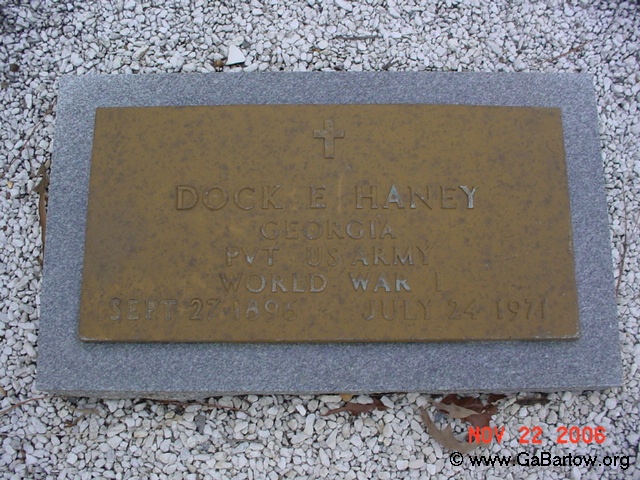 DOCK E HANEY
GEORGIA
PVT US ARMY
WORLD WAR I
SEPT 27 1896 JULY 24 1971
NOV 22 2006
©www.GaBartow.org